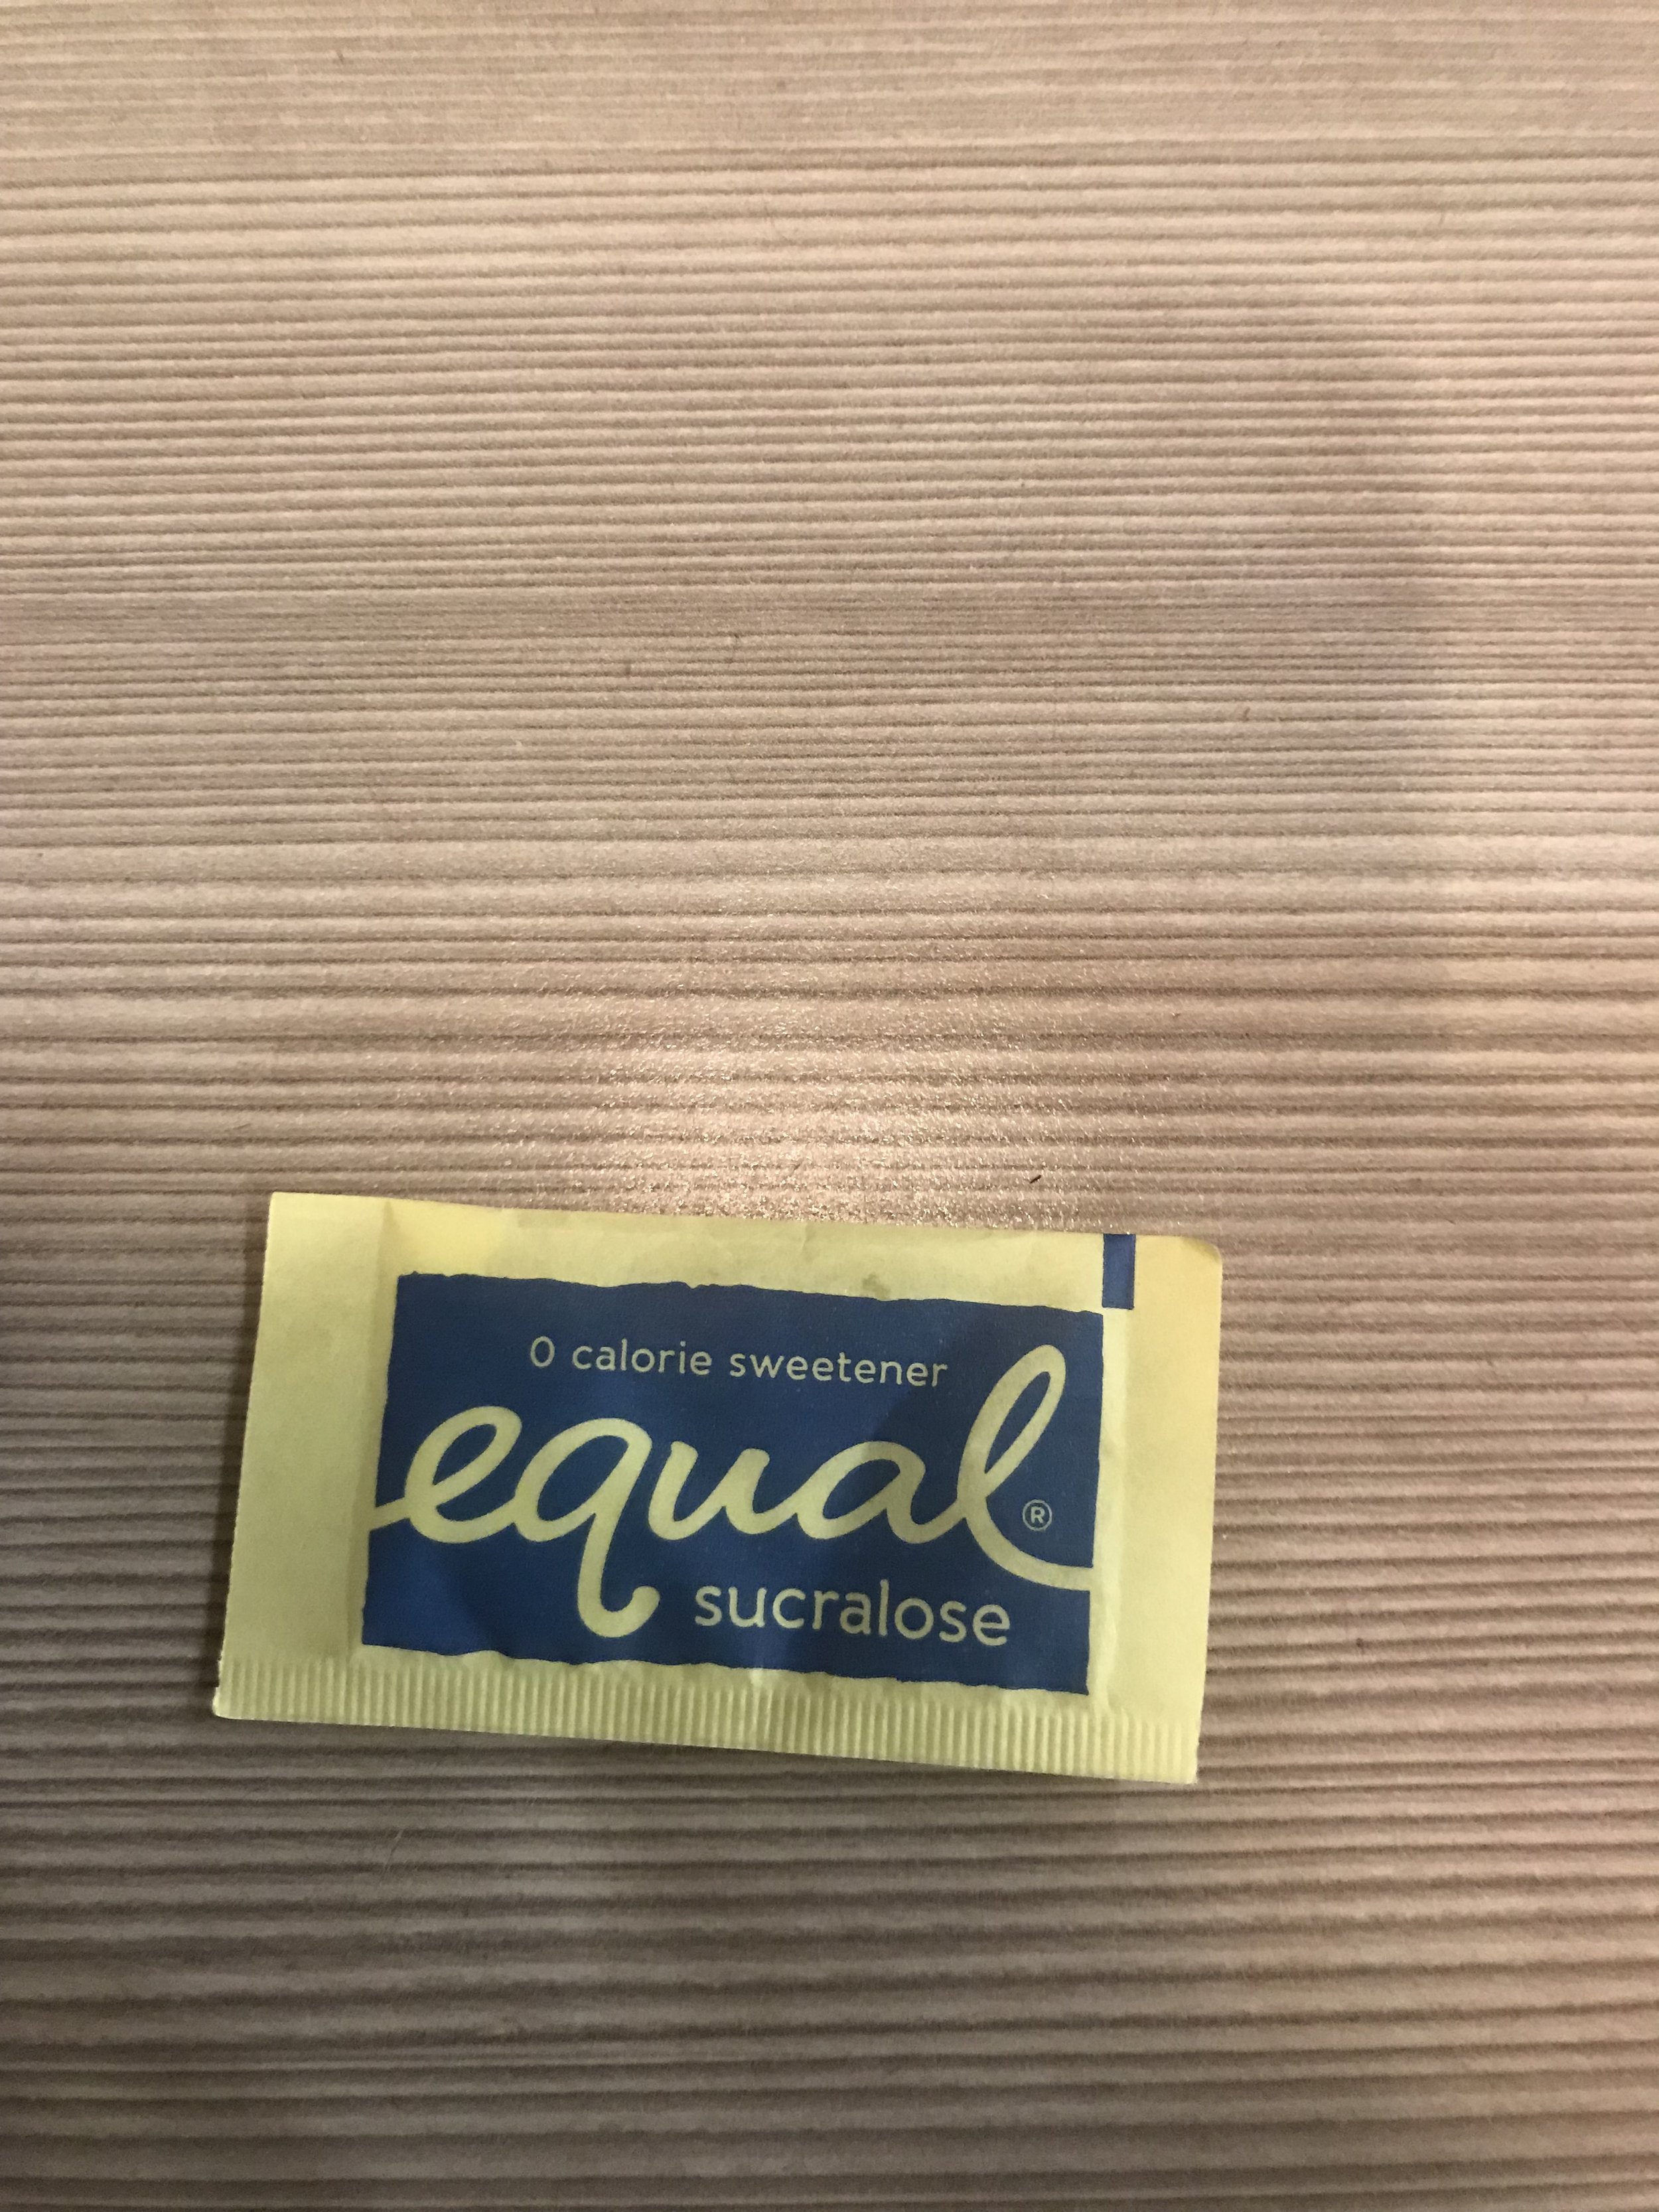 0 calorie sweetener
equal®
sucralose